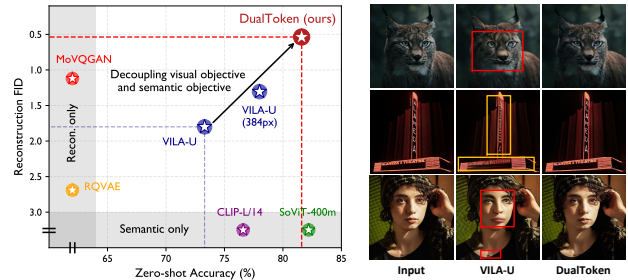 DualToken (ours)
0.5
MoVQGAN
1.0
Decoupling visual objective
and semantic objective
1.5
Reconstruction FID
Recon. only
VILA-U
(384px)
VILA-U
2.0
2.5
RQVAE
3.0
CLIP-L/14
SoViT-400m
Semantic only
65
70
75
80
85
Zero-shot Accuracy (%)
Input
VILA-U
DualToken